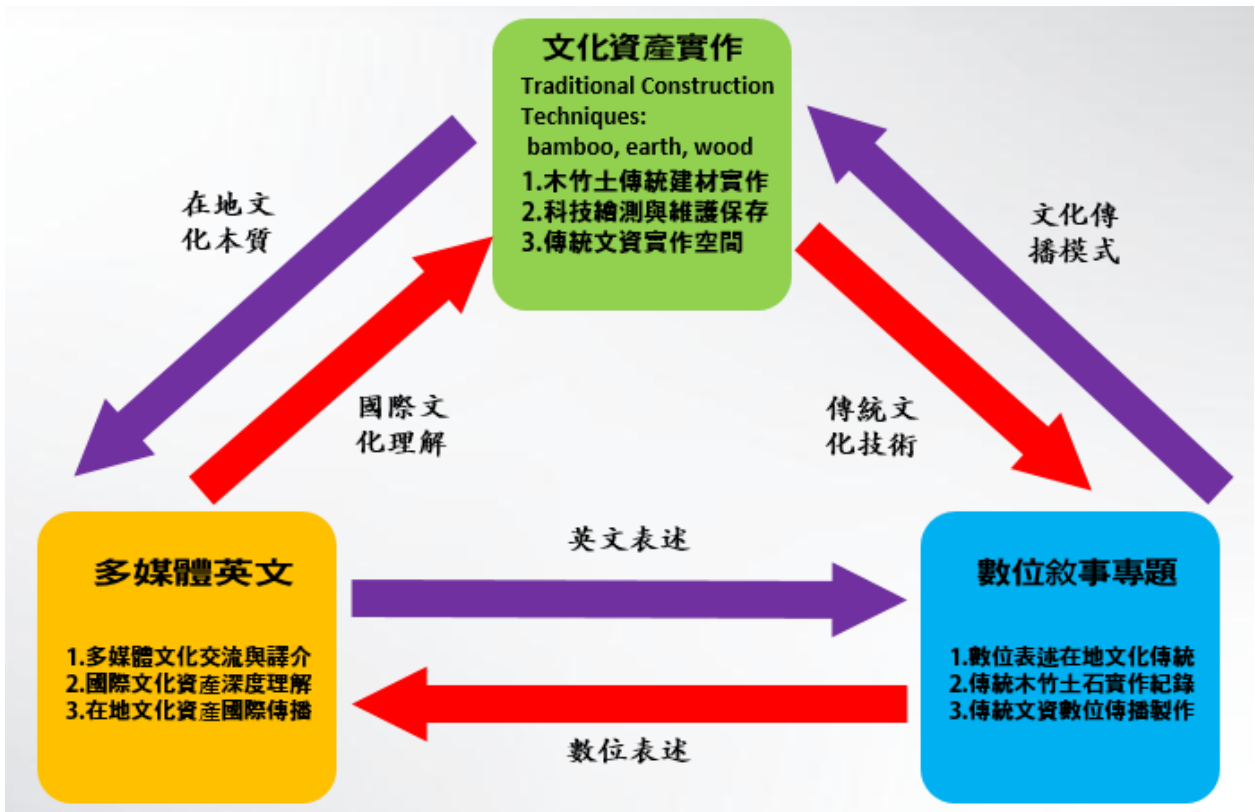 文化資產實作
Traditional Construction
Techniques:
bamboo, earth, wood
1.木竹土傳統建材實作
2.科技繪測與維護保存
3.傳統文資實作空間
在地文
化本質
文化傳
播模式
國際文
化理解
傳統文
化技術
多媒體英文
1.多媒體文化交流與譯介
2.國際文化資產深度理解
3.在地文化資產國際傳播
英文表述
數位表述
數位敘事專題
1.數位表述在地文化傳統
2.傳統木竹土石實作紀錄
3.傳統文資數位傳播製作